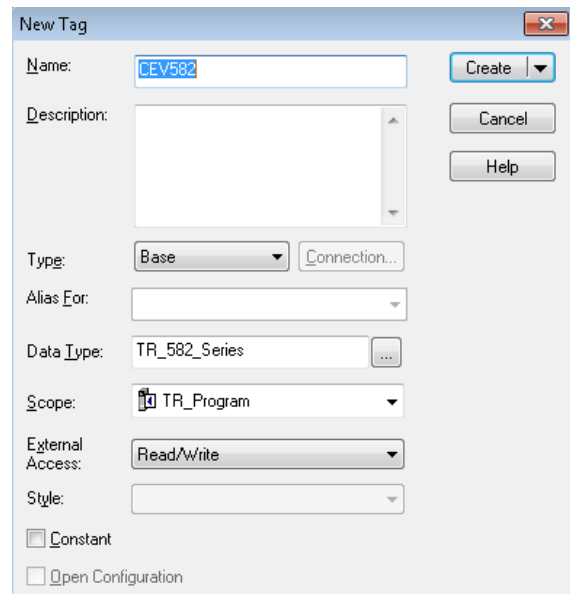 New Tag
Name:
CEV582
Create
Description:
Cancel
Help
Type:
Base
Connection...
Alias For:
Data Type:
TR_582_Series
...
Scope:
TR_Program
External
Access:
Read/Write
Style:
Constant
Open Configuration